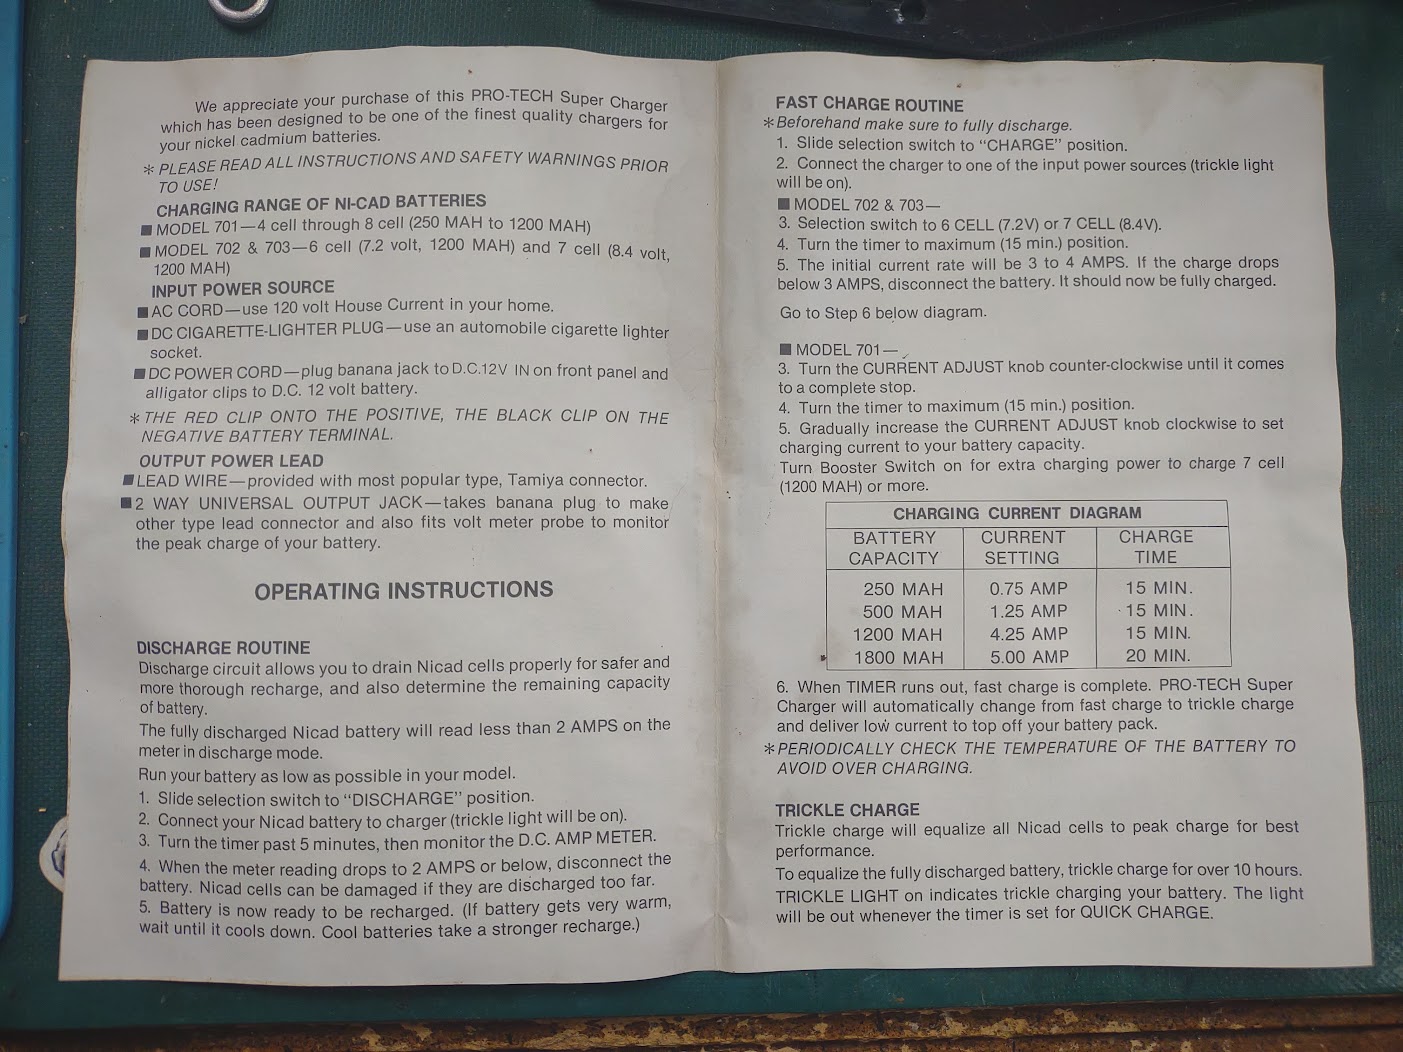 We appreciate your purchase of this PRO-TECH Super Charger
which has been designed to be one of the finest quality chargers for
your nickel cadmium batteries.
* PLEASE READ ALL INSTRUCTIONS AND SAFETY WARNINGS PRIOR
TO USE!
CHARGING RANGE OF NI-CAD BATTERIES
■ MODEL 701—4 cell through 8 cell (250 MAH to 1200 MAH)
■ MODEL 702 & 703—6 cell (7.2 volt, 1200 MAH) and 7 cell (8.4 volt,
1200 MAH)
INPUT POWER SOURCE
■ AC CORD—use 120 volt House Current in your home.
■ DC CIGARETTE-LIGHTER PLUG—use an automobile cigarette lighter
socket.
■ DC POWER CORD—plug banana jack to D.C.12V IN on front panel and
alligator clips to D.C. 12 volt battery.
* THE RED CLIP ONTO THE POSITIVE, THE BLACK CLIP ON THE
NEGATIVE BATTERY TERMINAL.
OUTPUT POWER LEAD
■ LEAD WIRE—provided with most popular type, Tamiya connector.
■ 2 WAY UNIVERSAL OUTPUT JACK—takes banana plug to make
other type lead connector and also fits volt meter probe to monitor
the peak charge of your battery.
OPERATING INSTRUCTIONS
DISCHARGE ROUTINE
Discharge circuit allows you to drain Nicad cells properly for safer and
more thorough recharge, and also determine the remaining capacity
of battery.
The fully discharged Nicad battery will read less than 2 AMPS on the
meter in discharge mode.
Run your battery as low as possible in your model.
1. Slide selection switch to "DISCHARGE" position.
2. Connect your Nicad battery to charger (trickle light will be on).
3. Turn the timer past 5 minutes, then monitor the D.C. AMP METER.
4. When the meter reading drops to 2 AMPS or below, disconnect the
battery. Nicad cells can be damaged if they are discharged too far.
5. Battery is now ready to be recharged. (If battery gets very warm,
wait until it cools down. Cool batteries take a stronger recharge.)
FAST CHARGE ROUTINE
* Beforehand make sure to fully discharge.
1. Slide selection switch to "CHARGE" position.
2. Connect the charger to one of the input power sources (trickle light
will be on).
■ MODEL 702 & 703—
3. Selection switch to 6 CELL (7.2V) or 7 CELL (8.4V).
4. Turn the timer to maximum (15 min.) position.
5. The initial current rate will be 3 to 4 AMPS. If the charge drops
below 3 AMPS, disconnect the battery. It should now be fully charged.
Go to Step 6 below diagram.
■ MODEL 701—
3. Turn the CURRENT ADJUST knob counter-clockwise until it comes
to a complete stop.
4. Turn the timer to maximum (15 min.) position.
5. Gradually increase the CURRENT ADJUST knob clockwise to set
charging current to your battery capacity.
Turn Booster Switch on for extra charging power to charge 7 cell
(1200 MAH) or more.
CHARGING CURRENT DIAGRAM
BATTERY CURRENT CHARGE
CAPACITY SETTING TIME
250 MAH 0.75 AMP 15 MIN.
500 MAH 1.25 AMP 15 MIN.
1200 MAH 4.25 AMP 15 MIN.
1800 MAH 5.00 AMP 20 MIN.
6. When TIMER runs out, fast charge is complete. PRO-TECH Super
Charger will automatically change from fast charge to trickle charge
and deliver low current to top off your battery pack.
* PERIODICALLY CHECK THE TEMPERATURE OF THE BATTERY TO
AVOID OVER CHARGING.
TRICKLE CHARGE
Trickle charge will equalize all Nicad cells to peak charge for best
performance.
To equalize the fully discharged battery, trickle charge for over 10 hours.
TRICKLE LIGHT on indicates trickle charging your battery. The light
will be out whenever the timer is set for QUICK CHARGE.